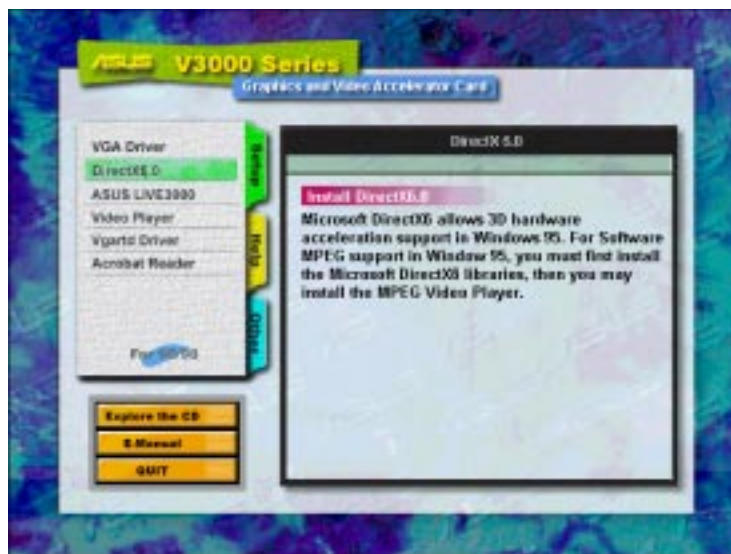 ASUS V3000 Series
Graphics and Video Accelerator Card
VGA Driver
DirectX6.0
ASUS LIVE3000
Video Player
Vgartd Driver
Acrobat Reader
Setup
Help
Other
Explore the CD
E-Manual
QUIT
DirectX 6.0
Install DirectX6.0
Microsoft DirectX6 allows 3D hardware
acceleration support in Windows 95. For Software
MPEG support in Window 95, you must first install
the Microsoft DirectX6 libraries, then you may
install the MPEG Video Player.